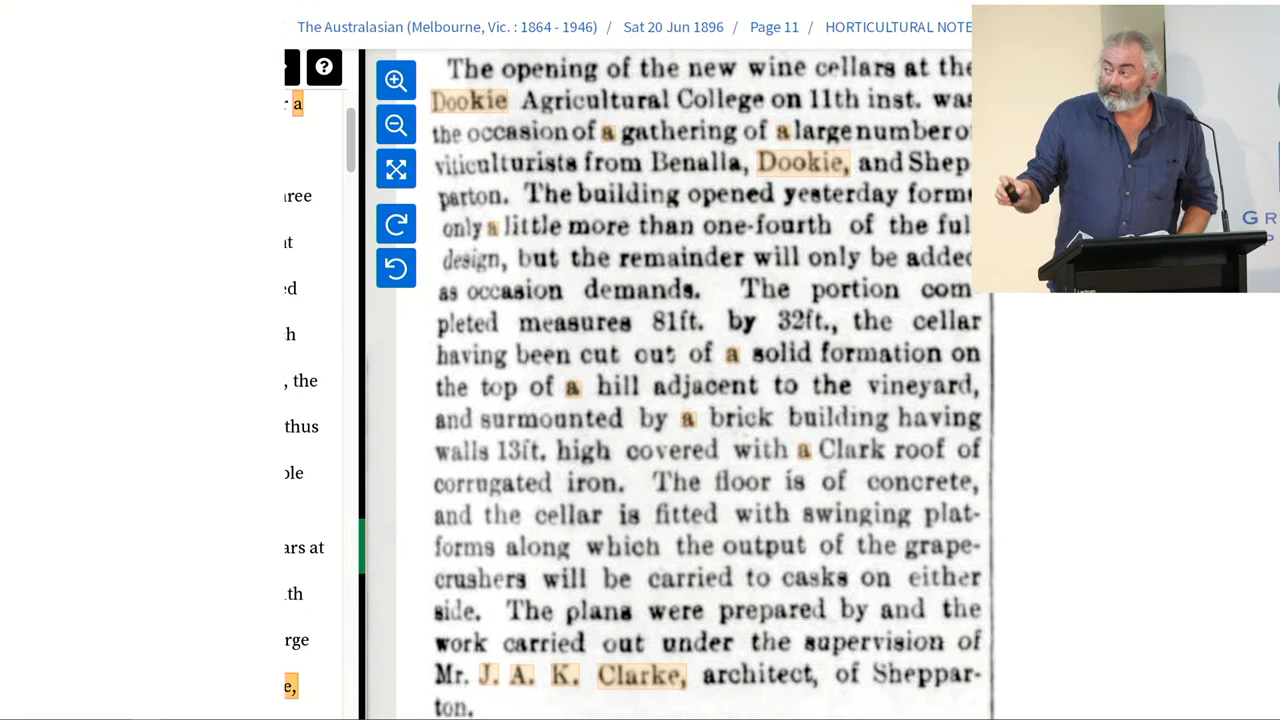 The Australasian (Melbourne, Vic. : 1864 - 1946) / Sat 20 Jun 1896 / Page 11 / HORTICULTURAL NOTE
a
, the
thus
ars at
e,
The opening of the new wine cellars at the
Dookie Agricultural College on 11th inst. was
the occasion of a gathering of a large number o
viticulturists from Benalla, Dookie, and Shep
parton. The building opened yesterday form
only a little more than one-fourth of the ful
design, but the remainder will only be added
as occasion demands. The portion com-
pleted measures 81ft. by 32ft., the cellar
having been cut out of a solid formation on
the top of a hill adjacent to the vineyard,
and surmounted by a brick building having
walls 13ft. high covered with a Clark roof of
corrugated iron. The floor is of concrete,
and the cellar is fitted with swinging plat-
forms along which the output of the grape-
crushers will be carried to casks on either
side. The plans were prepared by and the
work carried out under the supervision of
Mr. J. A. K. Clarke, architect, of Sheppar-
ton.
GR